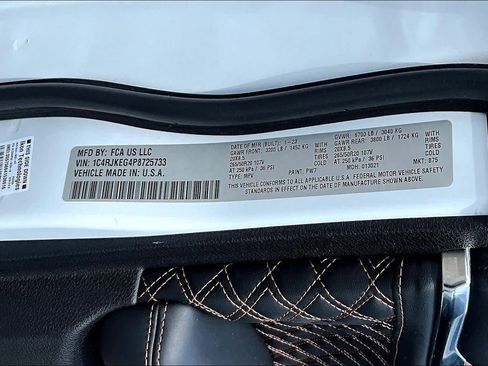 MFD BY: FCA US LLC
VIN: 1C4RJKEG4P8725733
VEHICLE MADE IN U.S.A.
DATE OF MFR (BUILT): 1-23
GAWR FRONT: 3200 LB / 1452 KG
20X8.5 RIMS
265/50R20 107V TIRES
AT 250 kPa / 36 PSI COLD
TYPE: MPV
PAINT: PW7
GVWR: 6700 LB / 3040 KG
GAWR REAR: 3800 LB / 1724 KG WITH
20X8.5 RIMS
265/50R20 107V TIRES
AT 250 kPa / 36 PSI COLD
MDH: 013021
MKT: 875
THIS VEHICLE CONFORMS TO ALL APPLICABLE U.S.A. FEDERAL MOTOR VEHICLE SAFETY
STANDARDS IN EFFECT ON THE DATE OF MANUFACTURE SHOWN ABOVE.